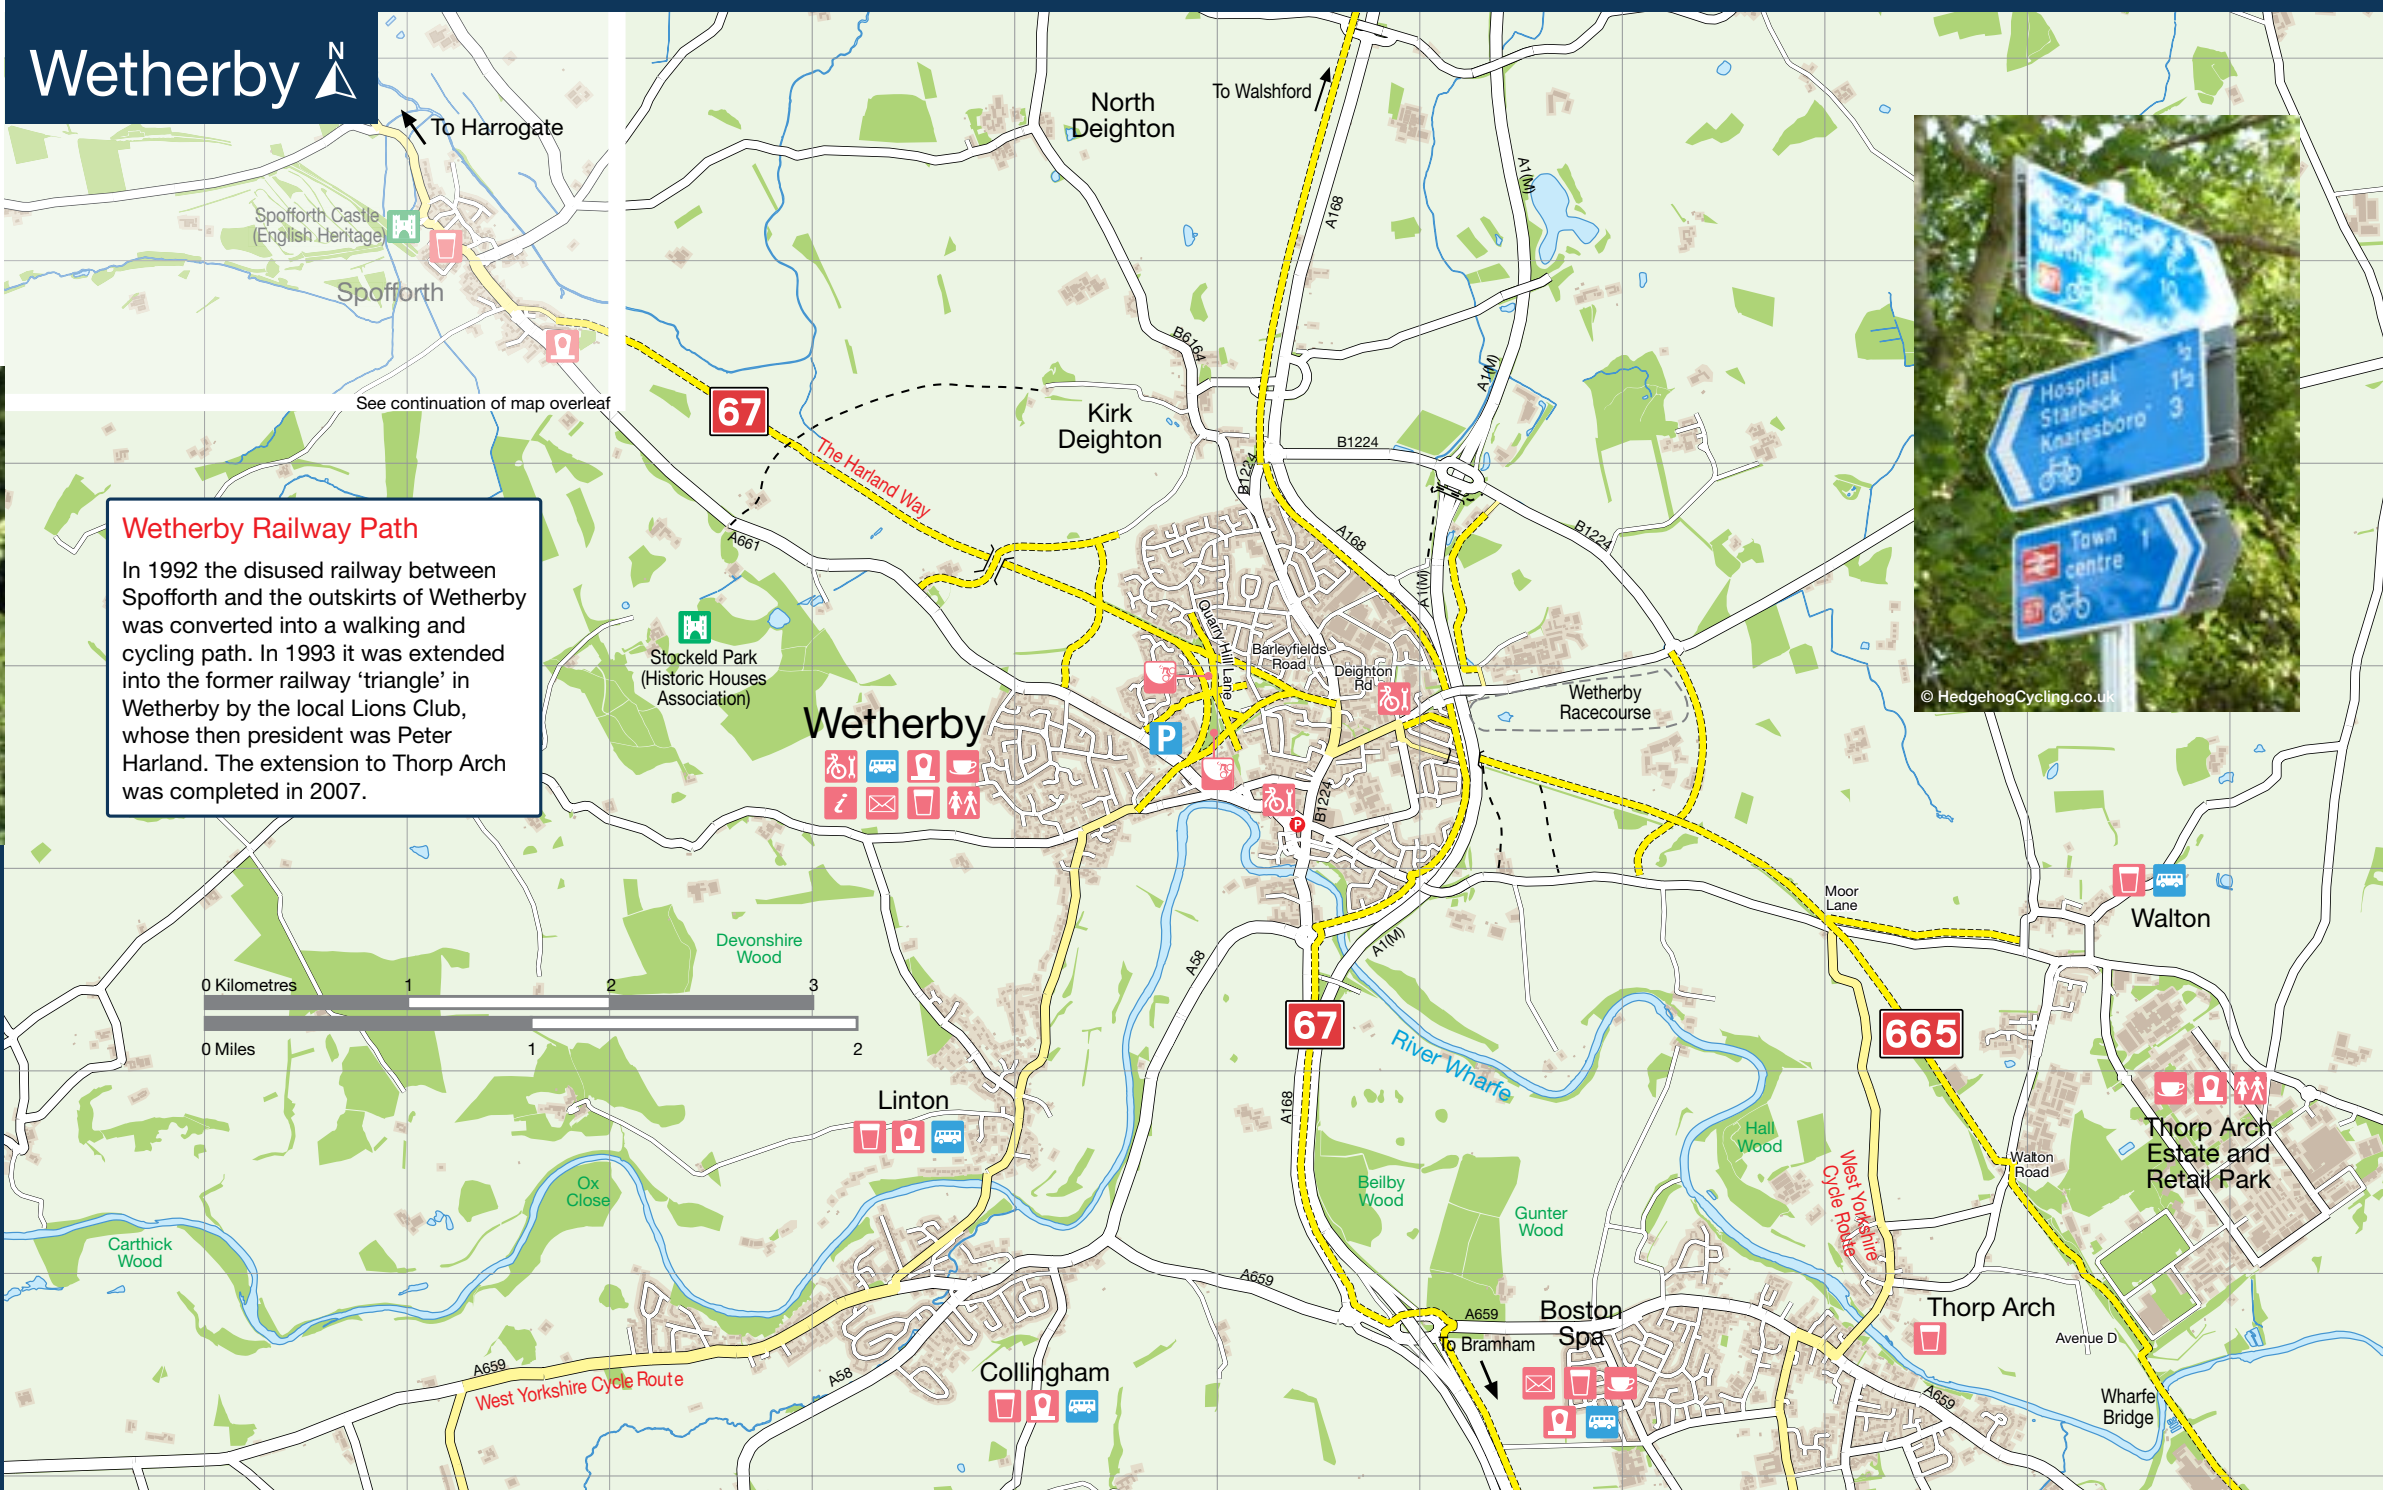 Wetherby
N
To Harrogate
Spofforth Castle
(English Heritage)
Spofforth
See continuation of map overleaf
67
The Harland Way
North
Deighton
To Walshford
A168
A1(M)
B6164
Kirk
Deighton
B1224
A1(M)
B1224
A168
B1224
A1(M)
A661
Wetherby Railway Path
In 1992 the disused railway between
Spofforth and the outskirts of Wetherby
was converted into a walking and
cycling path. In 1993 it was extended
into the former railway ‘triangle’ in
Wetherby by the local Lions Club,
whose then president was Peter
Harland. The extension to Thorp Arch
was completed in 2007.
Stockeld Park
(Historic Houses
Association)
Wetherby
i
P
Quarry Hill Lane
Barleyfields
Road
Deighton
Rd
Wetherby
Racecourse
B1224
P
Hospital
Starbeck
Knaresboro'
½
1½
3
Town
centre
1
67
© HedgehogCycling.co.uk
Devonshire
Wood
0 Kilometres 1 2 3
0 Miles 1 2
A58
A1(M)
67
River Wharfe
A168
Moor
Lane
Walton
665
Thorp Arch
Estate and
Retail Park
Walton
Road
Linton
Ox
Close
Carthick
Wood
Beilby
Wood
Gunter
Wood
Hall
Wood
West Yorkshire
Cycle Route
A659
A659
Boston
Spa
To Bramham
Thorp Arch
Avenue D
Wharfe
Bridge
A659
A659
West Yorkshire Cycle Route
A58
Collingham